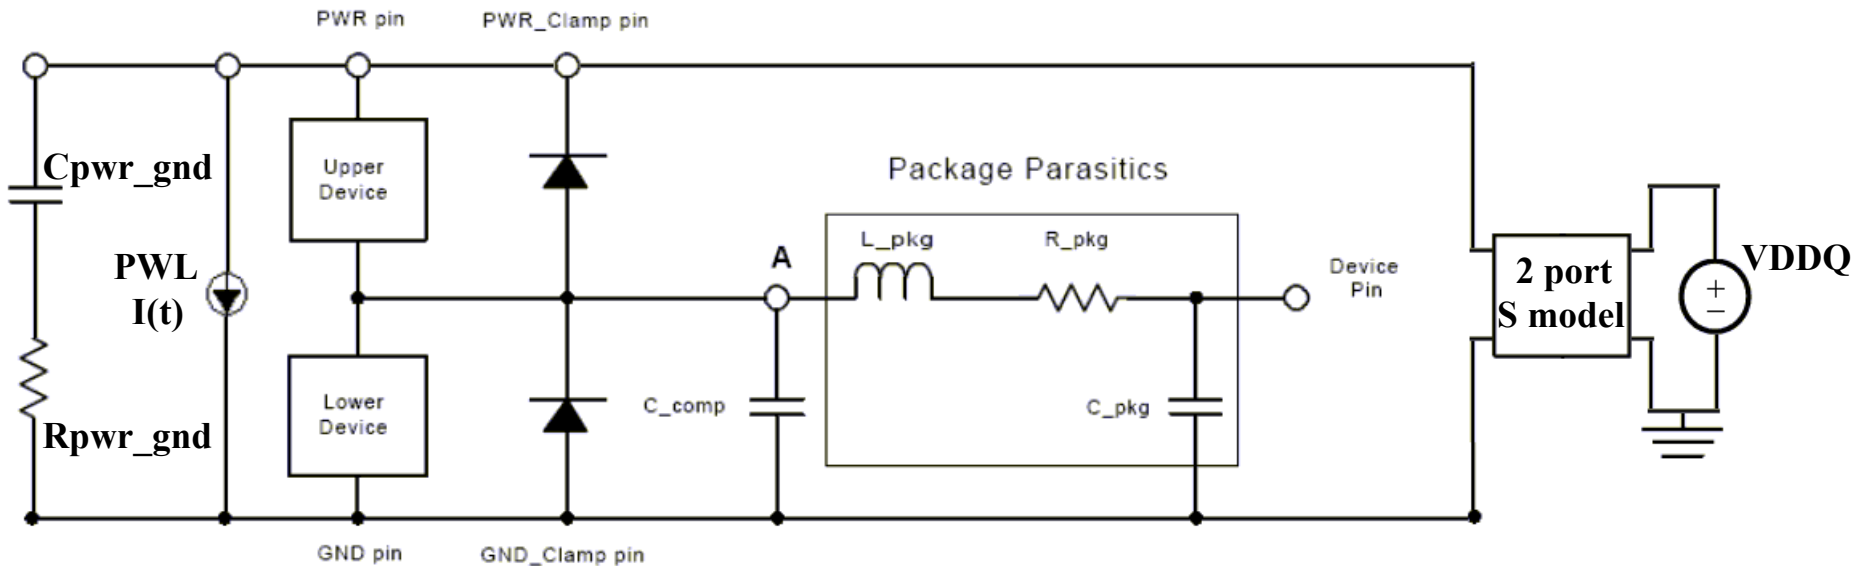 PWR pin
PWR_Clamp pin
Cpwr_gnd
Upper
Device
Package Parasitics
L_pkg
R_pkg
A
Device
Pin
PWL
I(t)
2 port
S model
VDDQ
+
−
Lower
Device
C_comp
C_pkg
Rpwr_gnd
GND pin
GND_Clamp pin